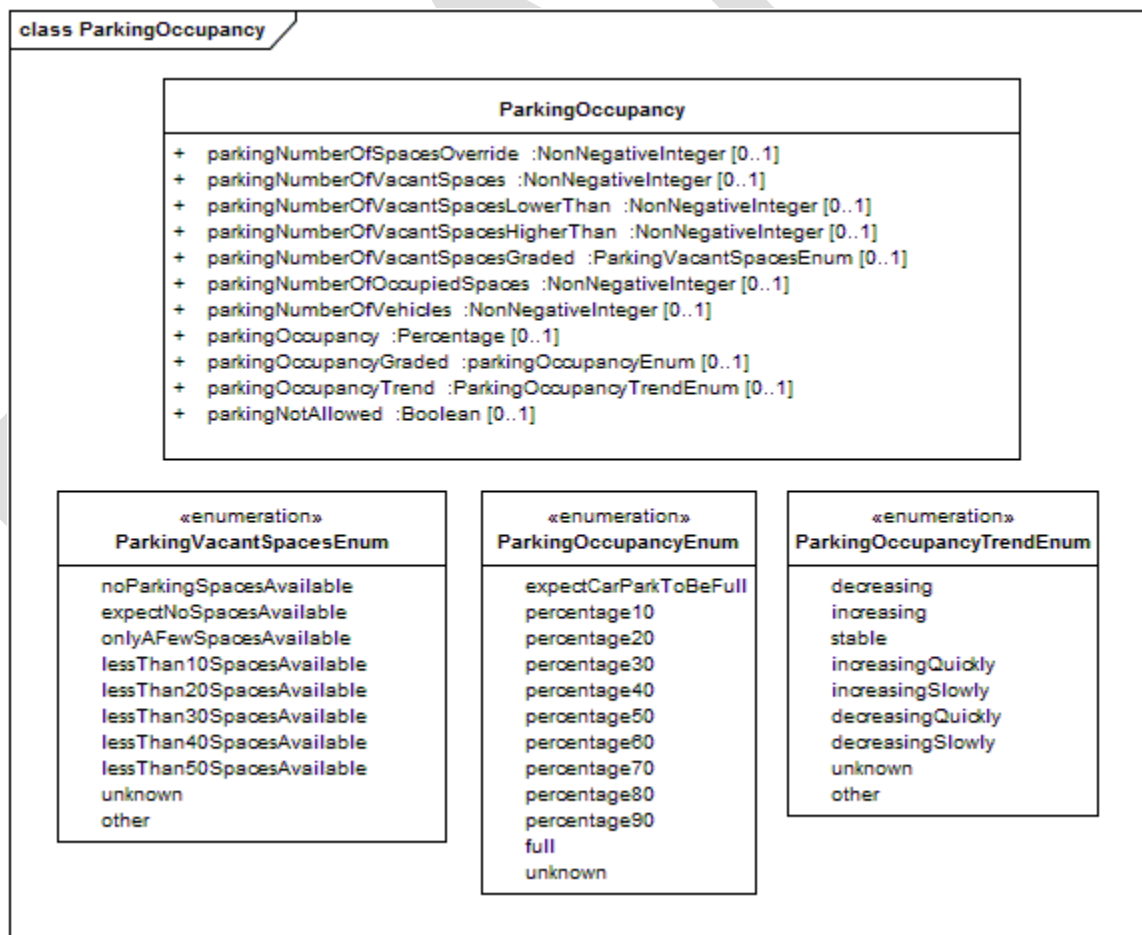 class ParkingOccupancy
ParkingOccupancy
+ parkingNumberOfSpacesOverride :NonNegativeInteger [0..1]
+ parkingNumberOfVacantSpaces :NonNegativeInteger [0..1]
+ parkingNumberOfVacantSpacesLowerThan :NonNegativeInteger [0..1]
+ parkingNumberOfVacantSpacesHigherThan :NonNegativeInteger [0..1]
+ parkingNumberOfVacantSpacesGraded :ParkingVacantSpacesEnum [0..1]
+ parkingNumberOfOccupiedSpaces :NonNegativeInteger [0..1]
+ parkingNumberOfVehicles :NonNegativeInteger [0..1]
+ parkingOccupancy :Percentage [0..1]
+ parkingOccupancyGraded :parkingOccupancyEnum [0..1]
+ parkingOccupancyTrend :ParkingOccupancyTrendEnum [0..1]
+ parkingNotAllowed :Boolean [0..1]
«enumeration»
ParkingVacantSpacesEnum
noParkingSpacesAvailable
expectNoSpacesAvailable
onlyAFewSpacesAvailable
lessThan10SpacesAvailable
lessThan20SpacesAvailable
lessThan30SpacesAvailable
lessThan40SpacesAvailable
lessThan50SpacesAvailable
unknown
other
«enumeration»
ParkingOccupancyEnum
expectCarParkToBeFull
percentage10
percentage20
percentage30
percentage40
percentage50
percentage60
percentage70
percentage80
percentage90
full
unknown
«enumeration»
ParkingOccupancyTrendEnum
decreasing
increasing
stable
increasingQuickly
increasingSlowly
decreasingQuickly
decreasingSlowly
unknown
other